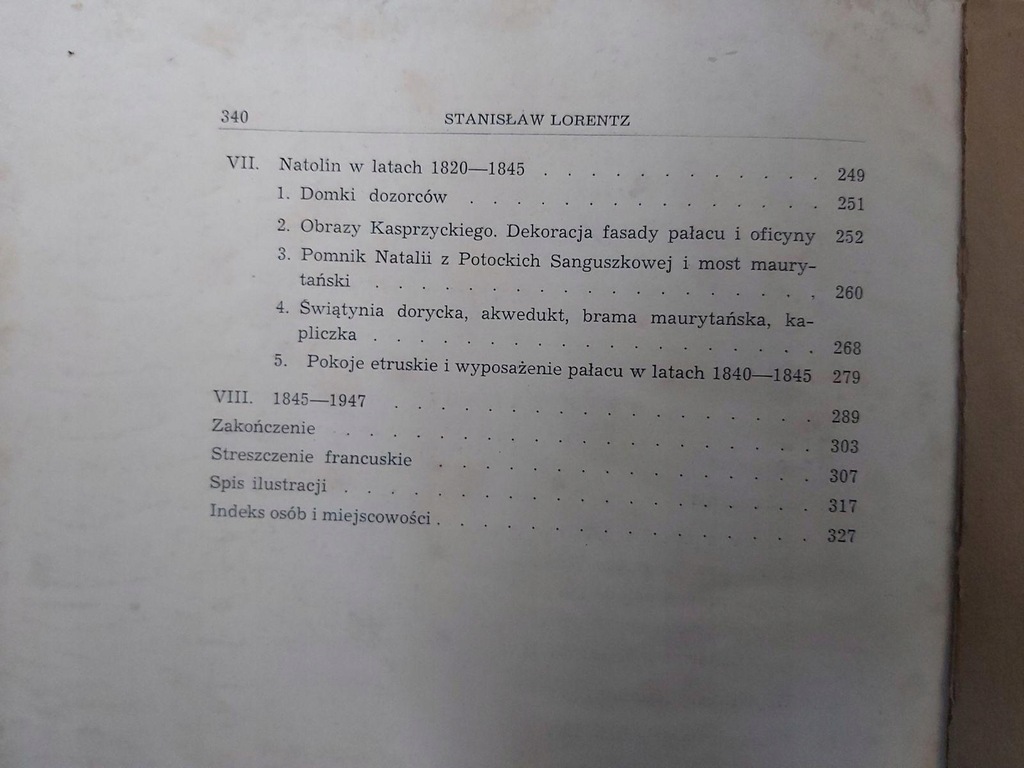 340 STANISŁAW LORENTZ
VII. Natolin w latach 1820—1845 . . . . . . . . . . . . 249
1. Domki dozorców . . . . . . . . . . . . . . . 251
2. Obrazy Kasprzyckiego. Dekoracja fasady pałacu i oficyny 252
3. Pomnik Natalii z Potockich Sanguszkowej i most maury-
tański . . . . . . . . . . . . . . . . . . 260
4. Świątynia dorycka, akwedukt, brama maurytańska, ka-
pliczka . . . . . . . . . . . . . . . . . . 268
5. Pokoje etruskie i wyposażenie pałacu w latach 1840—1845 279
VIII. 1845—1947 . . . . . . . . . . . . . . . . . . 289
Zakończenie . . . . . . . . . . . . . . . . . . . . 303
Streszczenie francuskie . . . . . . . . . . . . . . . . 307
Spis ilustracji . . . . . . . . . . . . . . . . . . . . 317
Indeks osób i miejscowości . . . . . . . . . . . . . . . . 327